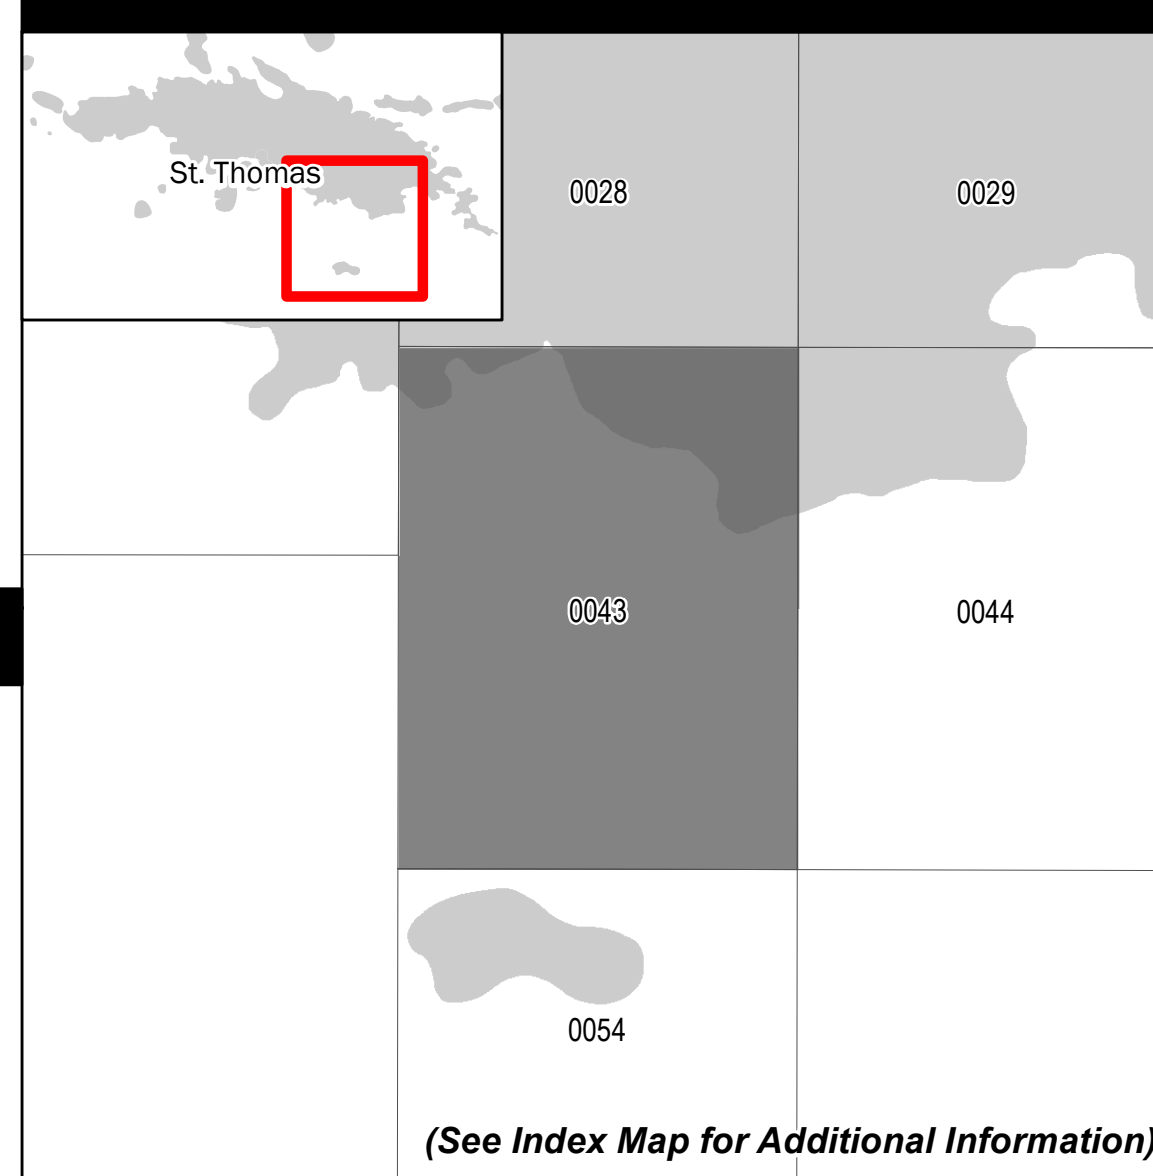 St. Thomas
0028
0029
0043
0044
0054
(See Index Map for Additional Information)